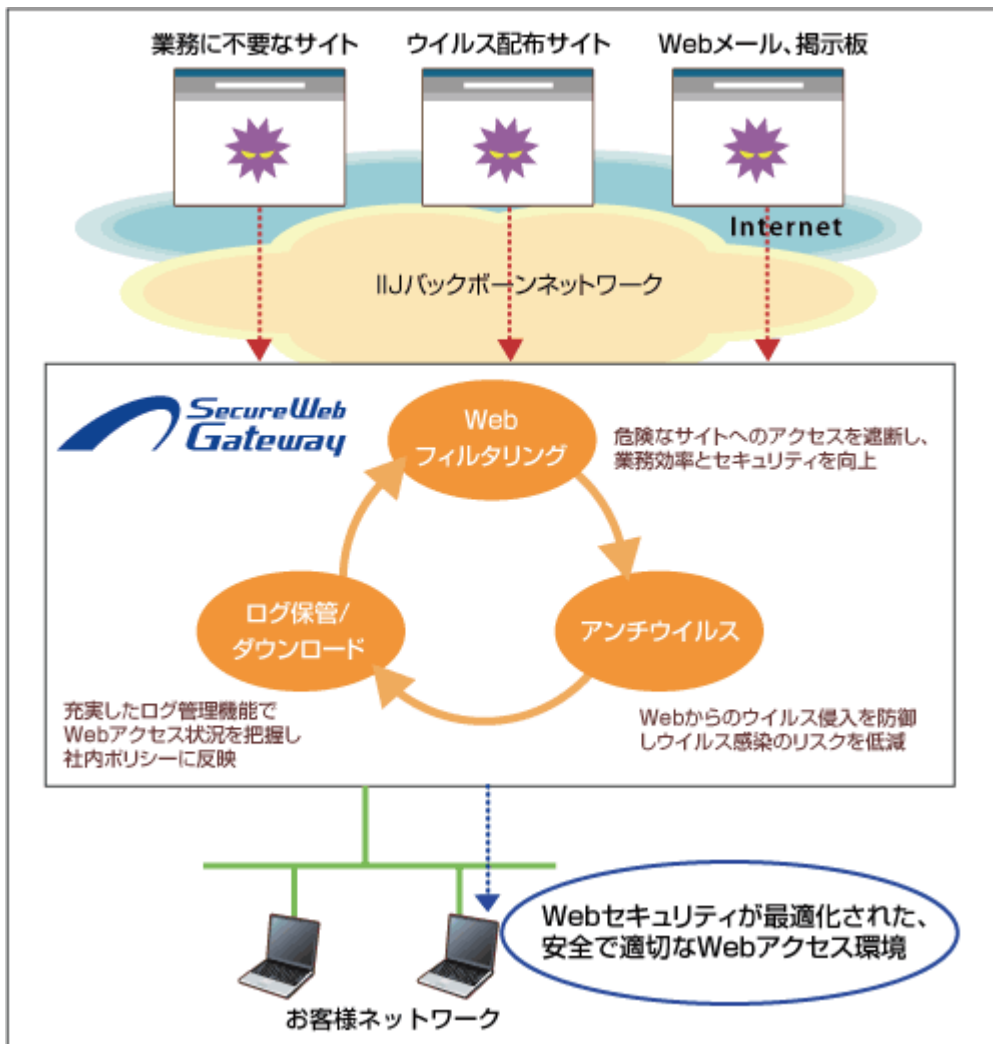 業務に不要なサイト
ウイルス配布サイト
Webメール、掲示板
Internet
IIJバックボーンネットワーク
SecureWeb
Gateway
Web
フィルタリング
危険なサイトへのアクセスを遮断し、
業務効率とセキュリティを向上
ログ保管/
ダウンロード
アンチウイルス
充実したログ管理機能で
Webアクセス状況を把握し
社内ポリシーに反映
Webからのウイルス侵入を防御
しウイルス感染のリスクを低減
Webセキュリティが最適化された、
安全で適切なWebアクセス環境
お客様ネットワーク